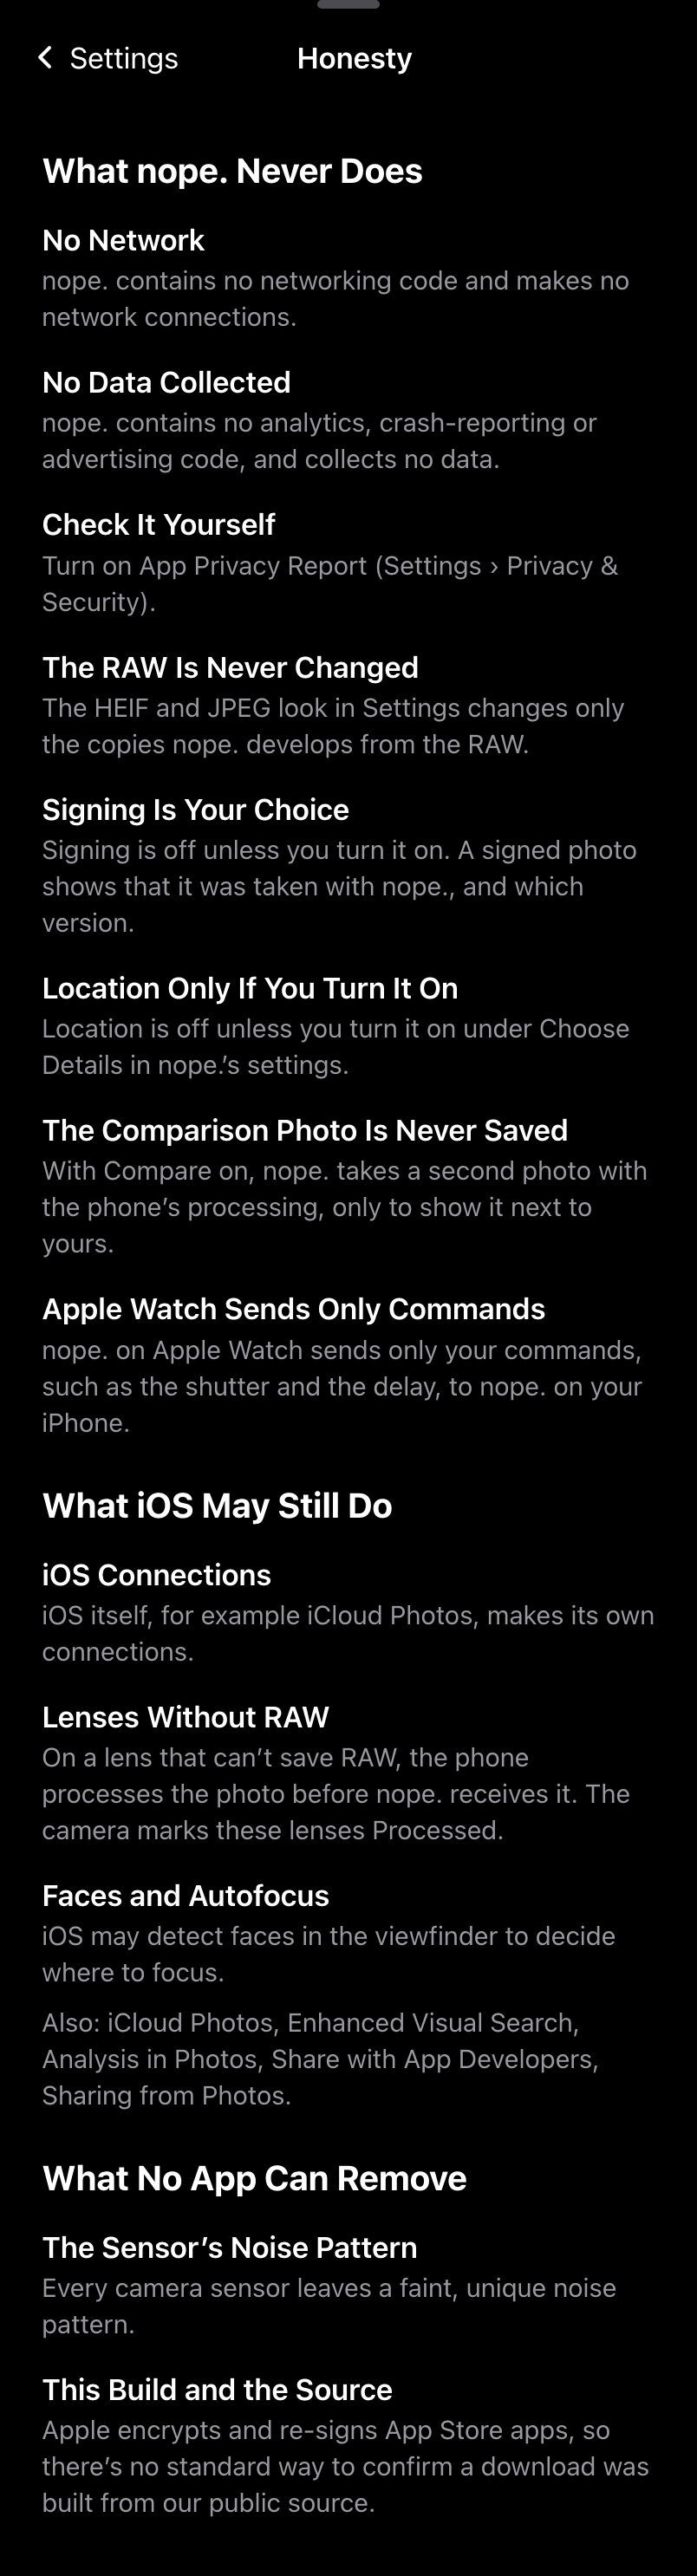 Settings
Honesty
What nope. Never Does
No Network
nope. contains no networking code and makes no
network connections.
No Data Collected
nope. contains no analytics, crash-reporting or
advertising code, and collects no data.
Check It Yourself
Turn on App Privacy Report (Settings › Privacy &
Security).
The RAW Is Never Changed
The HEIF and JPEG look in Settings changes only
the copies nope. develops from the RAW.
Signing Is Your Choice
Signing is off unless you turn it on. A signed photo
shows that it was taken with nope., and which
version.
Location Only If You Turn It On
Location is off unless you turn it on under Choose
Details in nope.’s settings.
The Comparison Photo Is Never Saved
With Compare on, nope. takes a second photo with
the phone’s processing, only to show it next to
yours.
Apple Watch Sends Only Commands
nope. on Apple Watch sends only your commands,
such as the shutter and the delay, to nope. on your
iPhone.
What iOS May Still Do
iOS Connections
iOS itself, for example iCloud Photos, makes its own
connections.
Lenses Without RAW
On a lens that can’t save RAW, the phone
processes the photo before nope. receives it. The
camera marks these lenses Processed.
Faces and Autofocus
iOS may detect faces in the viewfinder to decide
where to focus.
Also: iCloud Photos, Enhanced Visual Search,
Analysis in Photos, Share with App Developers,
Sharing from Photos.
What No App Can Remove
The Sensor’s Noise Pattern
Every camera sensor leaves a faint, unique noise
pattern.
This Build and the Source
Apple encrypts and re-signs App Store apps, so
there’s no standard way to confirm a download was
built from our public source.